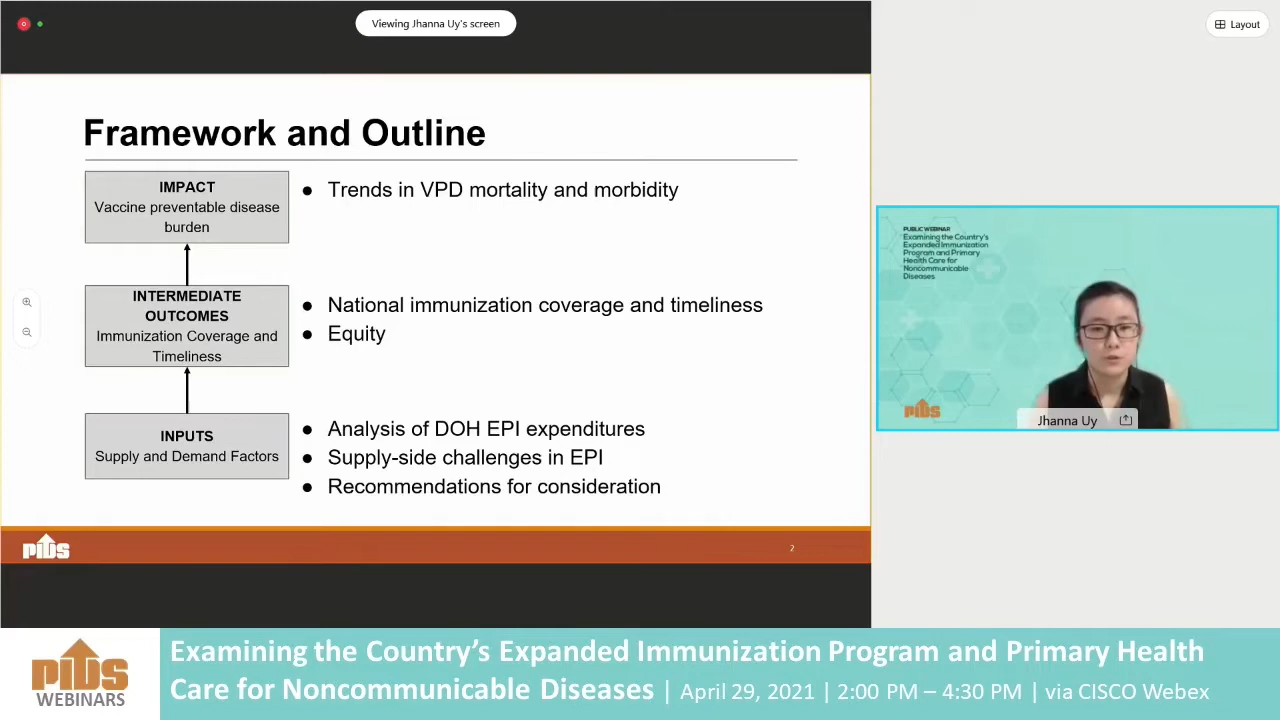 Viewing Jhanna Uy's screen
Layout
Framework and Outline
IMPACT
Vaccine preventable disease
burden
● Trends in VPD mortality and morbidity
INTERMEDIATE
OUTCOMES
Immunization Coverage and
Timeliness
● National immunization coverage and timeliness
● Equity
INPUTS
Supply and Demand Factors
● Analysis of DOH EPI expenditures
● Supply-side challenges in EPI
● Recommendations for consideration
PIDS
2
PUBLIC WEBINAR
Examining the Country's
Expanded Immunization
Program and Primary
Health Care for
Noncommunicable
Diseases
PIDS
Jhanna Uy
PIDS
WEBINARS
Examining the Country's Expanded Immunization Program and Primary Health
Care for Noncommunicable Diseases | April 29, 2021 | 2:00 PM – 4:30 PM | via CISCO Webex